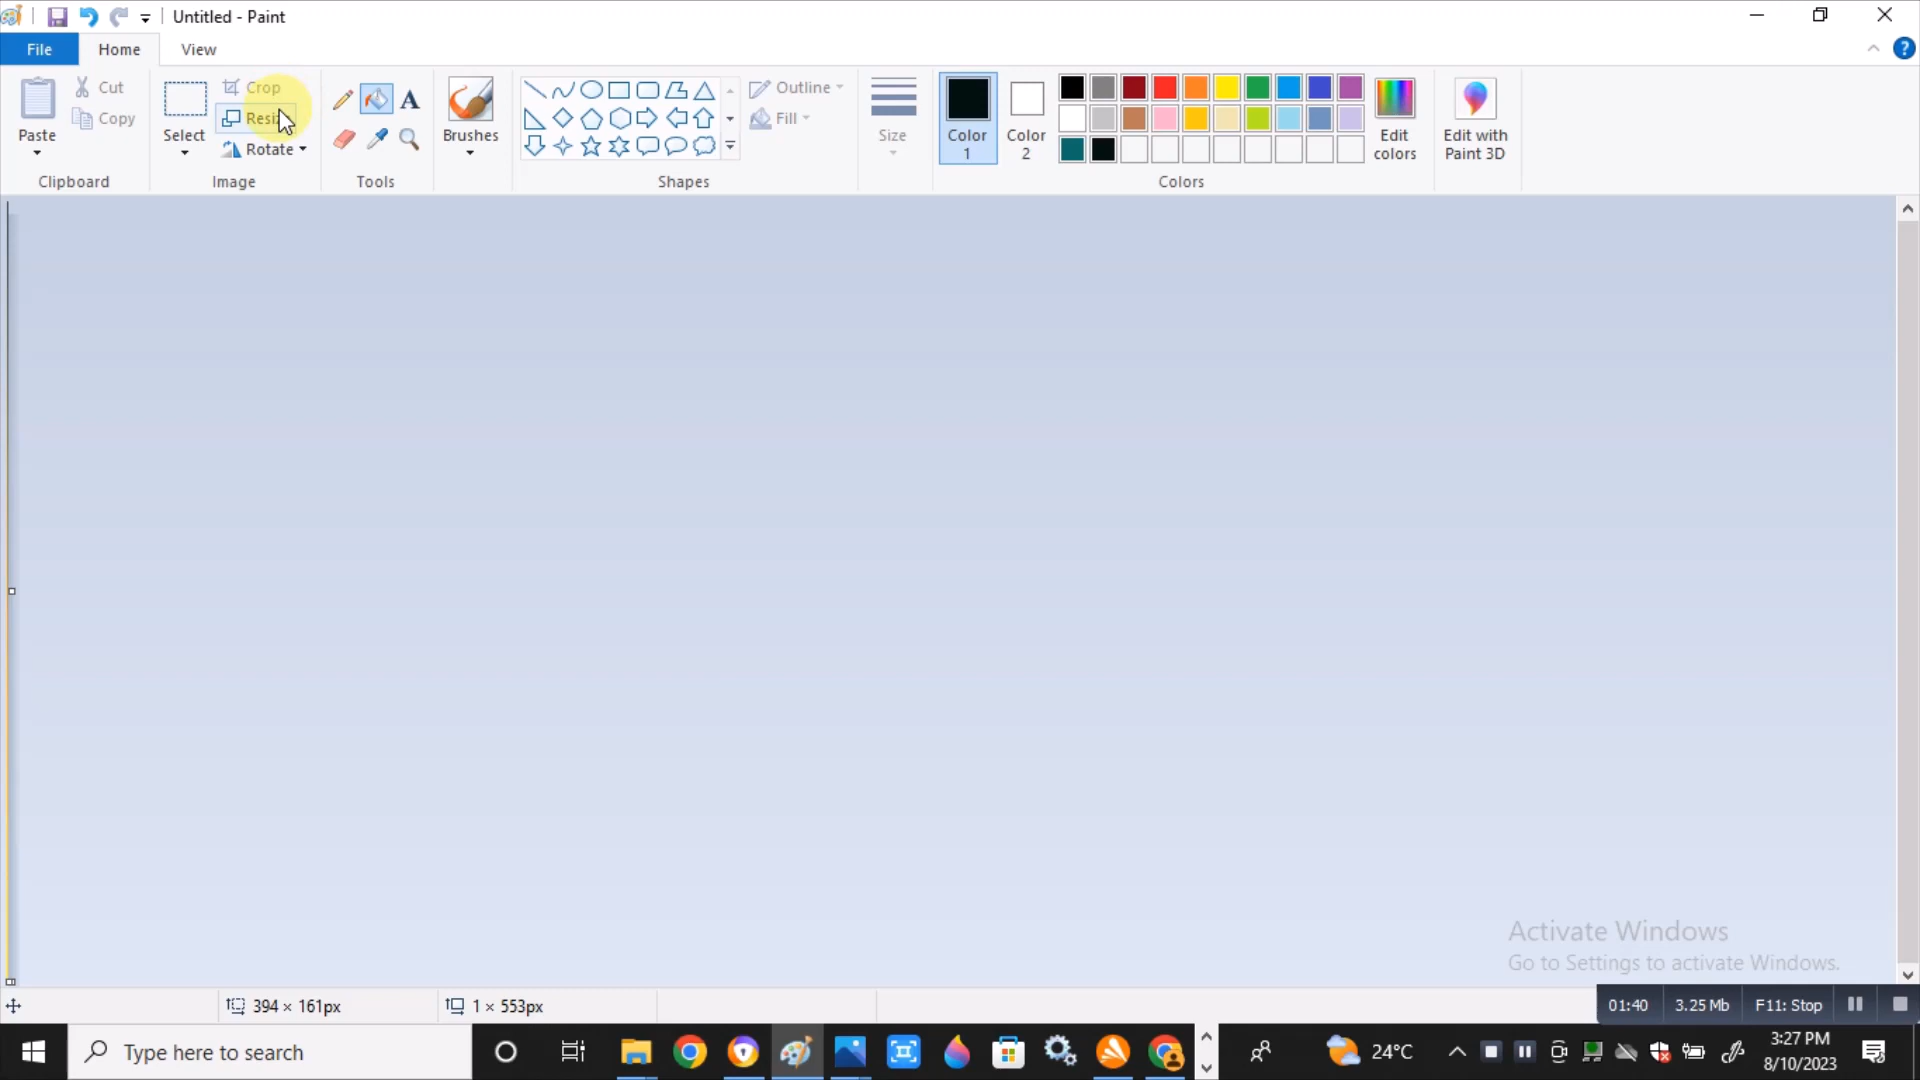 Untitled - Paint
File
Home
View
Paste
Cut
Copy
Clipboard
Select
Crop
Rotate
Image
A
Tools
Brushes
Shapes
Outline
Fill
Size
Color
1
Color
2
Edit
colors
Colors
Edit with
Paint 3D
Activate Windows
Go to Settings to activate Windows.
394 × 161px
1 × 553px
01:40
3.25 Mb
F11: Stop
Type here to search
24°C
3:27 PM
8/10/2023